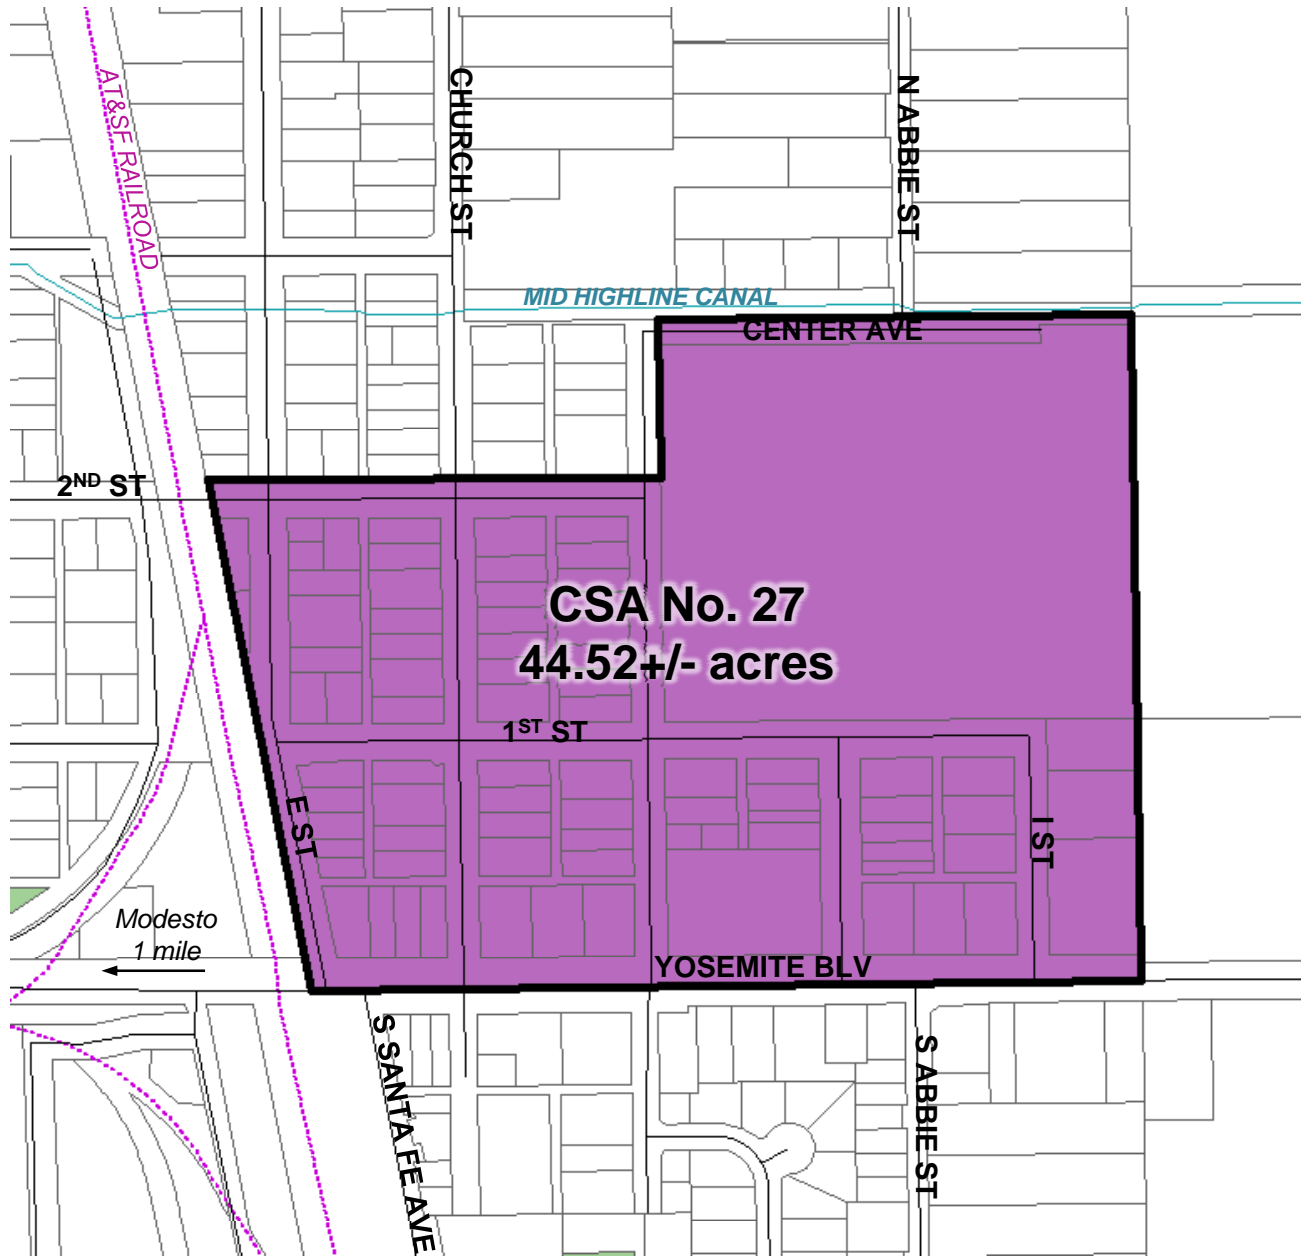 AT&SF RAILROAD
CHURCH ST
N ABBIE ST
MID HIGHLINE CANAL
CENTER AVE
2ND ST
CSA No. 27
44.52+/- acres
1ST ST
E ST
I ST
Modesto
1 mile
YOSEMITE BLV
S SANTA FE AVE
S ABBIE ST